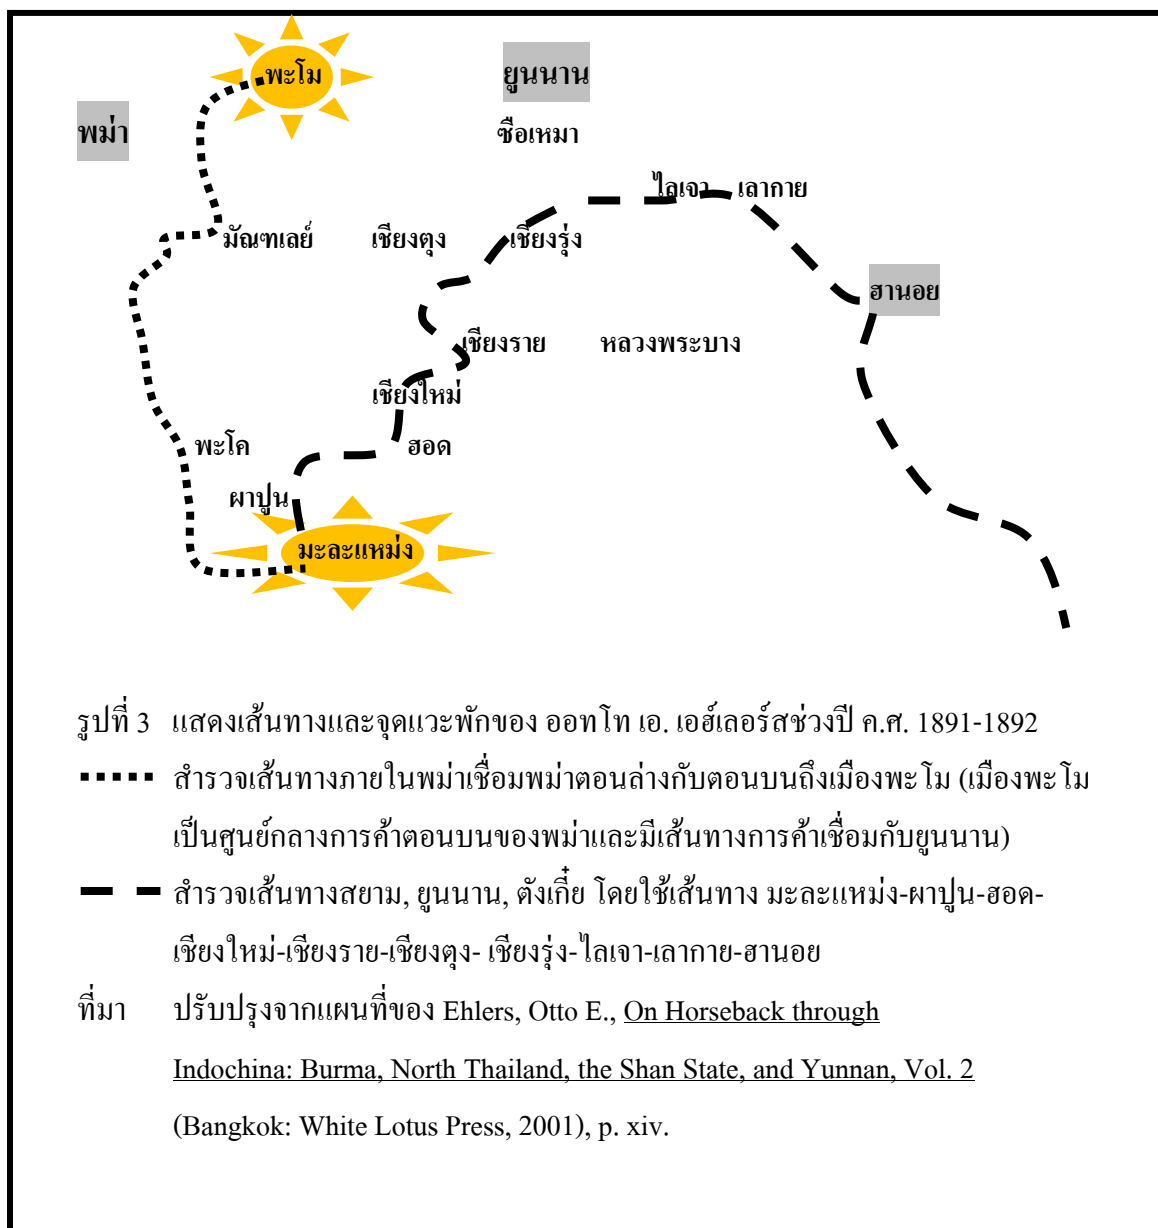 พะโม
ยูนนาน
พม่า
ซือเหมา
ไลเจา เลากาย
มัณฑเลย์ เชียงตุง เชียงรุ่ง
ฮานอย
เชียงราย หลวงพระบาง
เชียงใหม่
พะโค ฮอด
ผาปูน
มะละแหม่ง
รูปที่ 3 แสดงเส้นทางและจุดแวะพักของ ออทโท เอ. เอฮ์เลอร์สช่วงปี ค.ศ. 1891-1892
สำรวจเส้นทางภายในพม่าเชื่อมพม่าตอนล่างกับตอนบนถึงเมืองพะโม (เมืองพะโม
เป็นศูนย์กลางการค้าตอนบนของพม่าและมีเส้นทางการค้าเชื่อมกับยูนนาน)
สำรวจเส้นทางสยาม, ยูนนาน, ตังเกี๋ย โดยใช้เส้นทาง มะละแหม่ง-ผาปูน-ฮอด-
เชียงใหม่-เชียงราย-เชียงตุง- เชียงรุ่ง-ไลเจา-เลากาย-ฮานอย
ที่มา ปรับปรุงจากแผนที่ของ Ehlers, Otto E., On Horseback through
Indochina: Burma, North Thailand, the Shan State, and Yunnan, Vol. 2
(Bangkok: White Lotus Press, 2001), p. xiv.